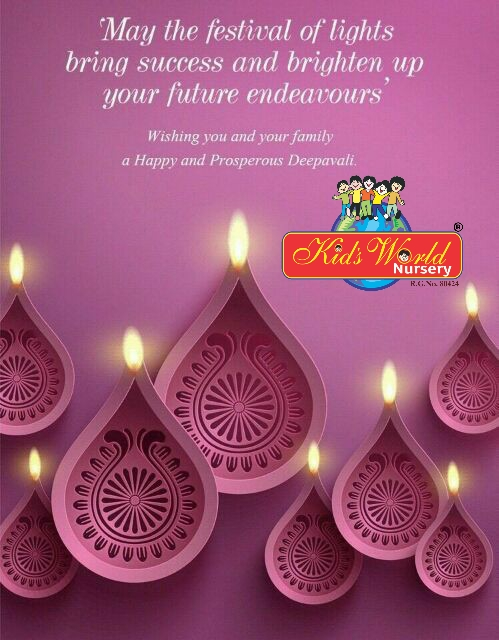 ‘May the festival of lights
bring success and brighten up
your future endeavours’
Wishing you and your family
a Happy and Prosperous Deepavali.
Kid's World
Nursery
®
R.G.No. 80424